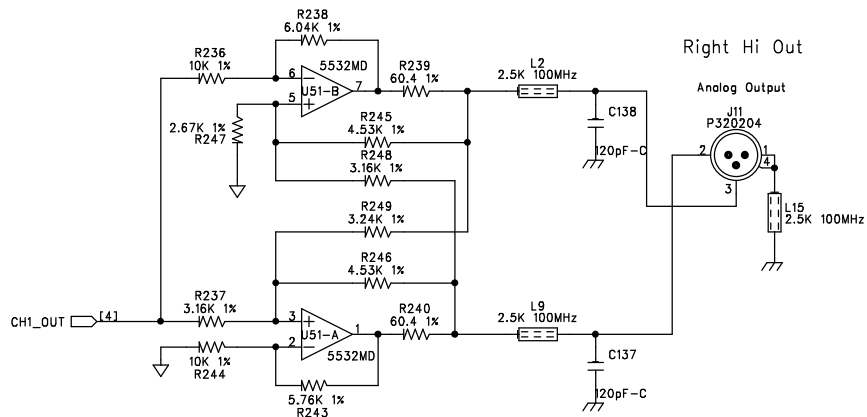 R238
6.04K 1%
R236
10K 1%
5532MD
6
U51-B
7
5
R239
60.4 1%
L2
2.5K 100MHz
Right Hi Out
Analog Output
J11
P320204
C138
120pF-C
2.67K 1%
R247
R245
4.53K 1%
R248
3.16K 1%
2
1
4
3
L15
2.5K 100MHz
R249
3.24K 1%
R246
4.53K 1%
CH1_OUT
[4]
R237
3.16K 1%
3
U51-A
1
2
5532MD
R240
60.4 1%
L9
2.5K 100MHz
C137
120pF-C
10K 1%
R244
5.76K 1%
R243